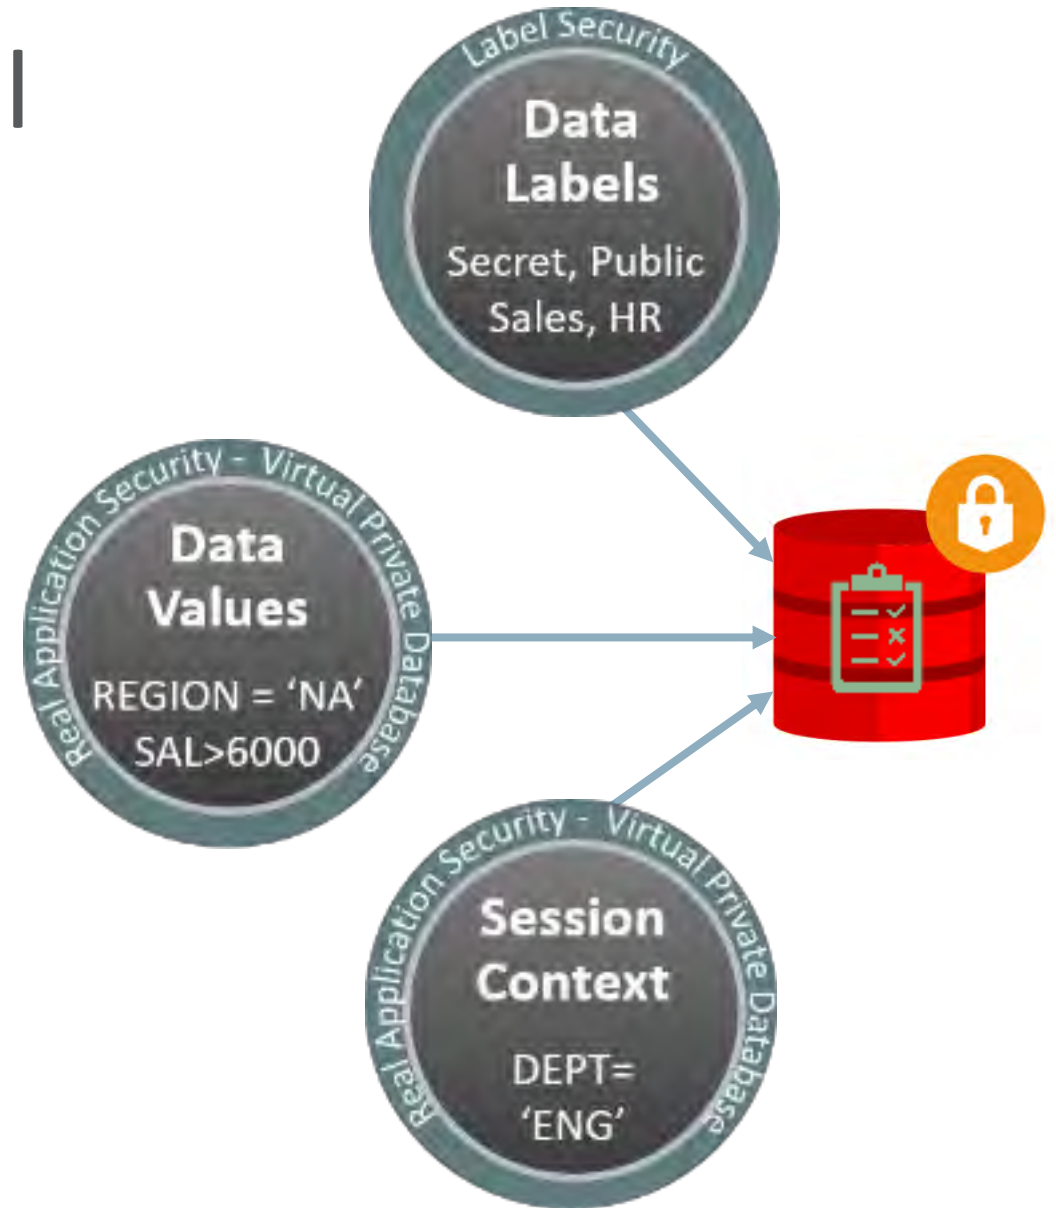 Label Security
Data
Labels
Secret, Public
Sales, HR
Real Application Security - Virtual Private Database
Data
Values
REGION = ‘NA’
SAL>6000
Real Application Security - Virtual Private Database
Session
Context
DEPT=
‘ENG’